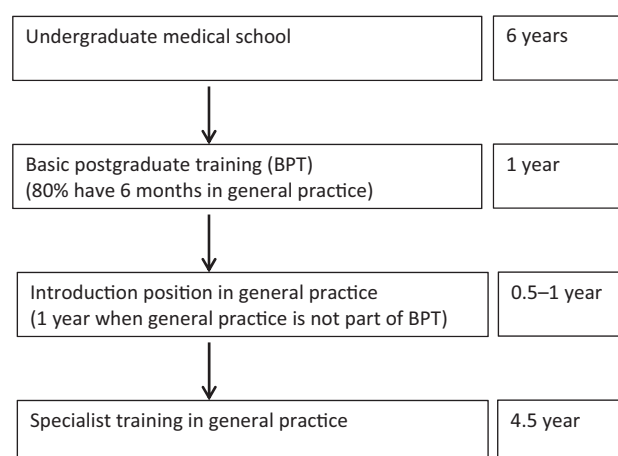 Undergraduate medical school
6 years
Basic postgraduate training (BPT)
(80% have 6 months in general practice)
1 year
Introduction position in general practice
(1 year when general practice is not part of BPT)
0.5–1 year
Specialist training in general practice
4.5 year